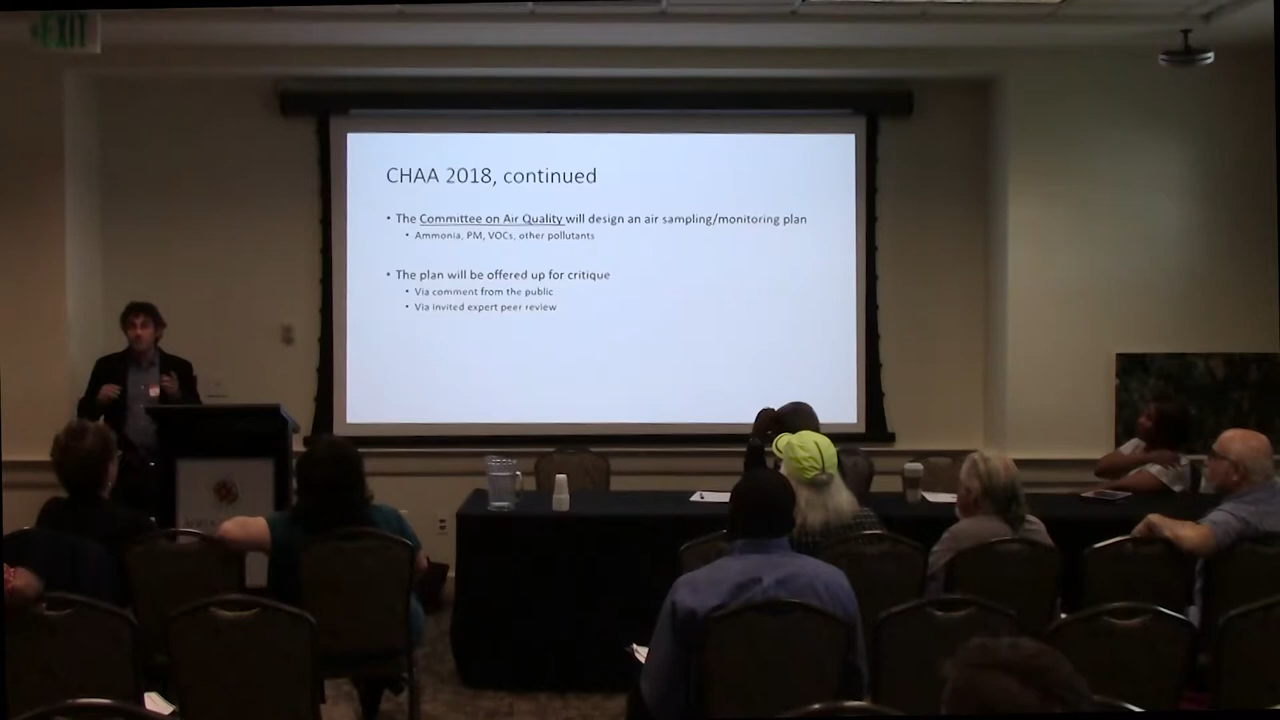 EXIT
CHAA 2018, continued
• The Committee on Air Quality will design an air sampling/monitoring plan
• Ammonia, PM, VOCs, other pollutants
• The plan will be offered up for critique
• Via comment from the public
• Via invited expert peer review